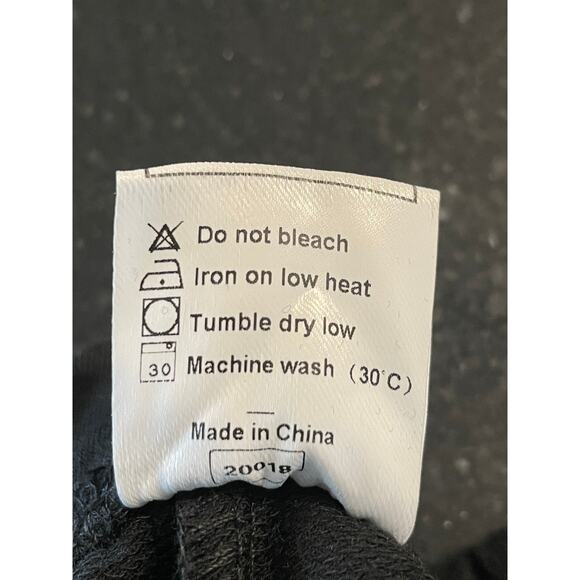 Do not bleach
Iron on low heat
Tumble dry low
30 Machine wash (30°C)
Made in China
20018